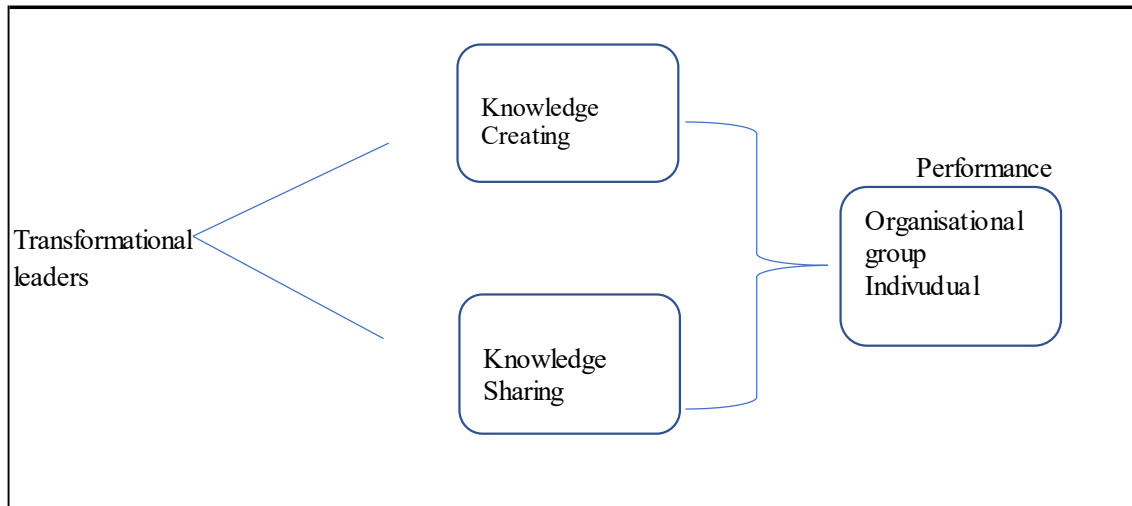 Transformational
leaders
Knowledge
Creating
Knowledge
Sharing
Performance
Organisational
group
Indivudual